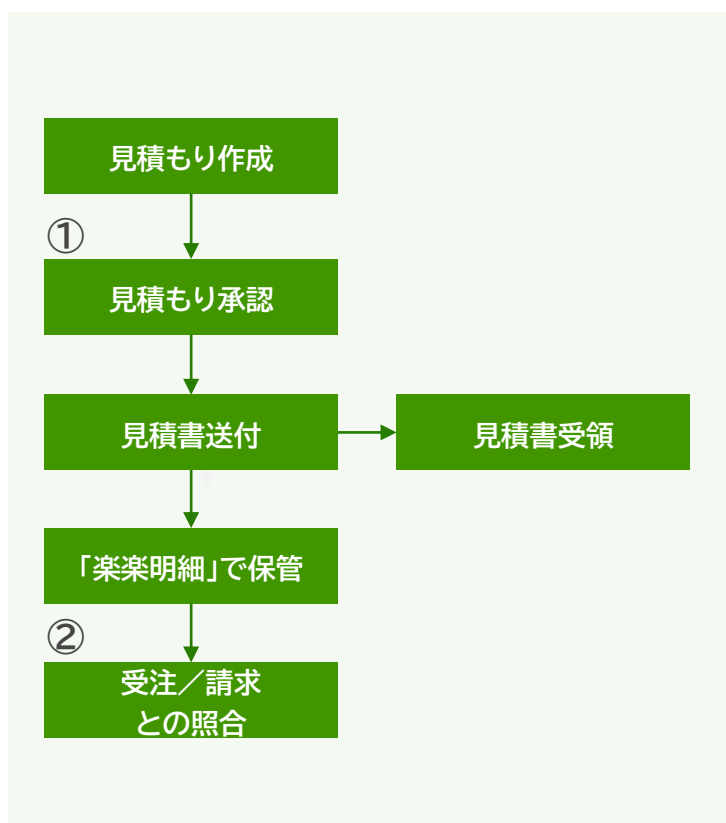 見積もり作成
①
見積もり承認
見積書送付
見積書受領
「楽楽明細」で保管
②
受注／請求
との照合